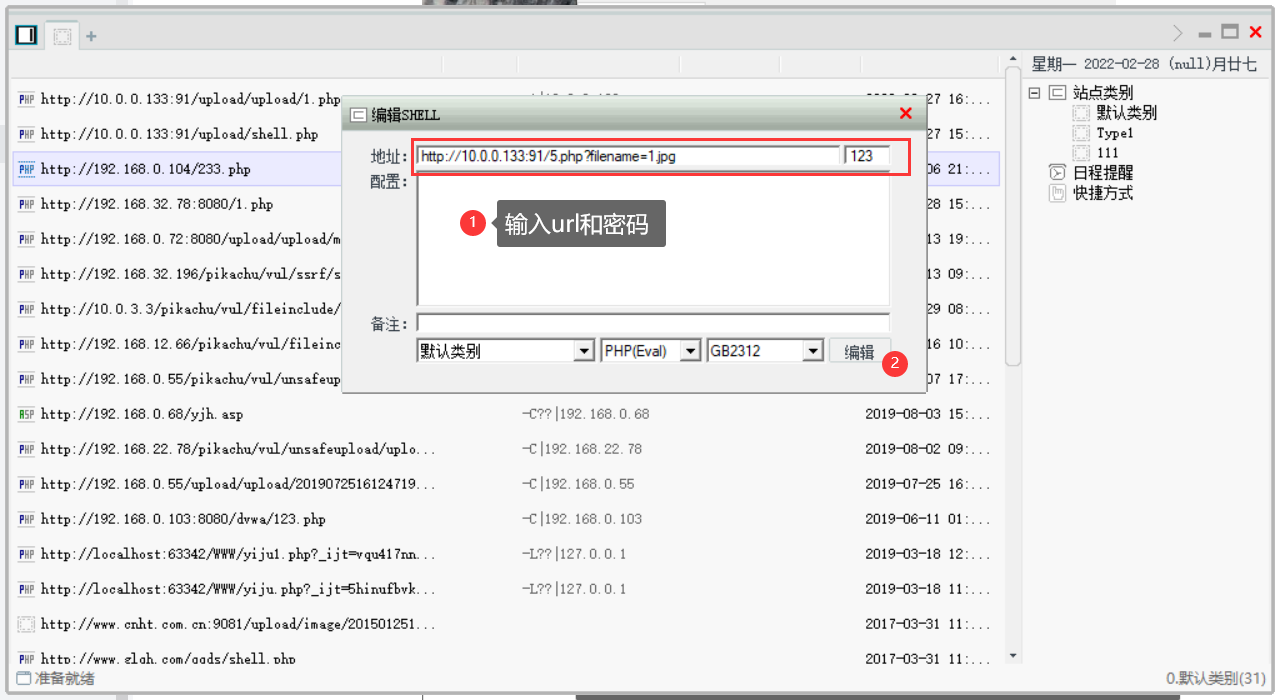 星期一 2022-02-28 (null)月廿七
http://10.0.0.133:91/upload/upload/1.php
27 16:...
http://10.0.0.133:91/upload/shell.php
27 15:...
http://192.168.0.104/233.php
06 21:...
http://192.168.32.78:8080/1.php
28 15:...
http://192.168.0.72:8080/upload/upload/m
13 19:...
http://192.168.32.196/pikachu/vul/ssrf/s
13 09:...
http://10.0.3.3/pikachu/vul/fileinclude/
29 08:...
http://192.168.12.66/pikachu/vul/fileinc
16 10:...
http://192.168.0.55/pikachu/vul/unsafeup
07 17:...
http://192.168.0.68/yjh.asp -C??|192.168.0.68 2019-08-03 15:...
http://192.168.22.78/pikachu/vul/unsafeupload/uplo... -C|192.168.22.78 2019-08-02 09:...
http://192.168.0.55/upload/upload/2019072516124719... -C|192.168.0.55 2019-07-25 16:...
http://192.168.0.103:8080/dvwa/123.php -C|192.168.0.103 2019-06-11 01:...
http://localhost:63342/WWW/yiju1.php?_ijt=vqu417nn... -L??|127.0.0.1 2019-03-18 12:...
http://localhost:63342/WWW/yiju.php?_ijt=5hinufbvk... -L??|127.0.0.1 2019-03-18 11:...
http://www.cnht.com.cn:9081/upload/image/201501251... 2017-03-31 11:...
http://www.glqh.com/qqds/shell.php 2017-03-31 11:...
编辑SHELL
地址: http://10.0.0.133:91/5.php?filename=1.jpg 123
配置:
1 输入url和密码
备注:
默认类别 PHP(Eval) GB2312 编辑
2
站点类别
默认类别
Type1
111
日程提醒
快捷方式
准备就绪
0.默认类别(31)